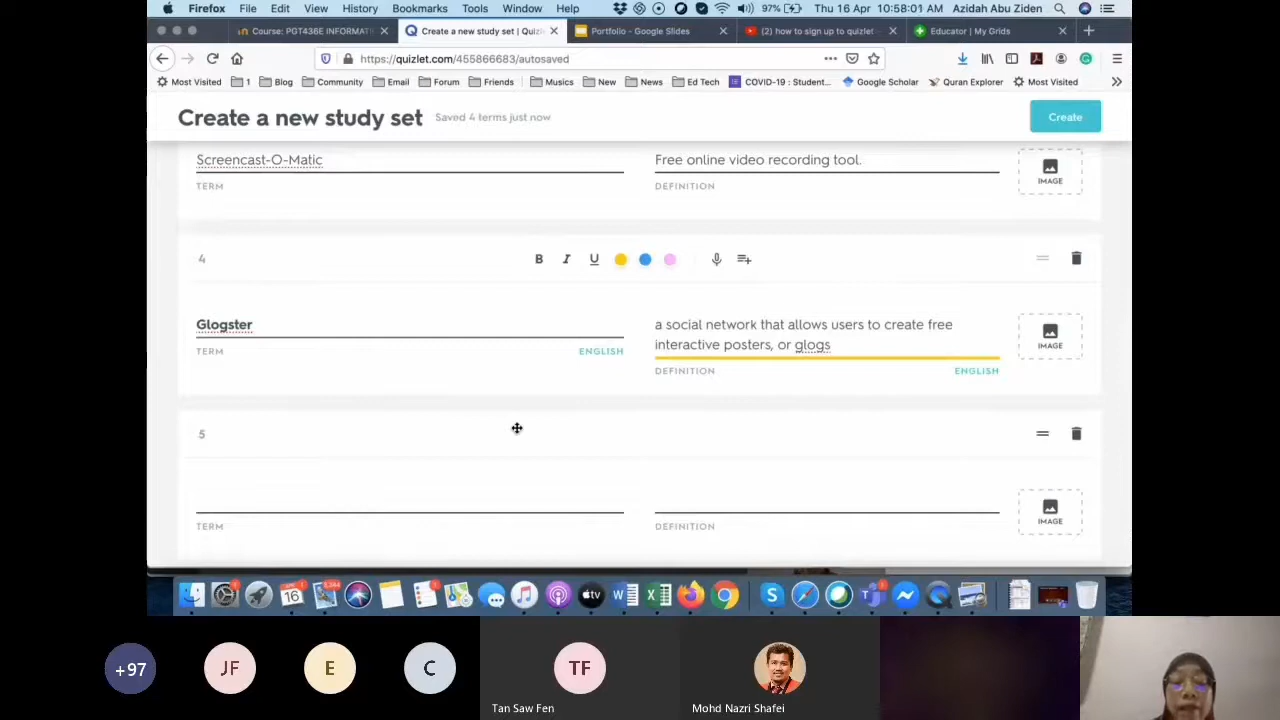 Firefox File Edit View History Bookmarks Tools Window Help 97% Thu 16 Apr 10:58:01 AM Azidah Abu Ziden
Course: PGT436E INFORMATI
Create a new study set | Quizl
Portfolio - Google Slides
(2) how to sign up to quizlet -
Educator | My Grids
https://quizlet.com/455866683/autosaved
Most Visited 1 Blog Community Email Forum Friends Musics New News Ed Tech COVID-19 : Student... Google Scholar Quran Explorer Most Visited
Create a new study set Saved 4 terms just now Create
Screencast-O-Matic Free online video recording tool.
TERM DEFINITION IMAGE
4 B I U
Glogster a social network that allows users to create free
interactive posters, or glogs
TERM ENGLISH DEFINITION ENGLISH IMAGE
5
TERM DEFINITION IMAGE
16
tv
+97 JF E C TF
Tan Saw Fen Mohd Nazri Shafei